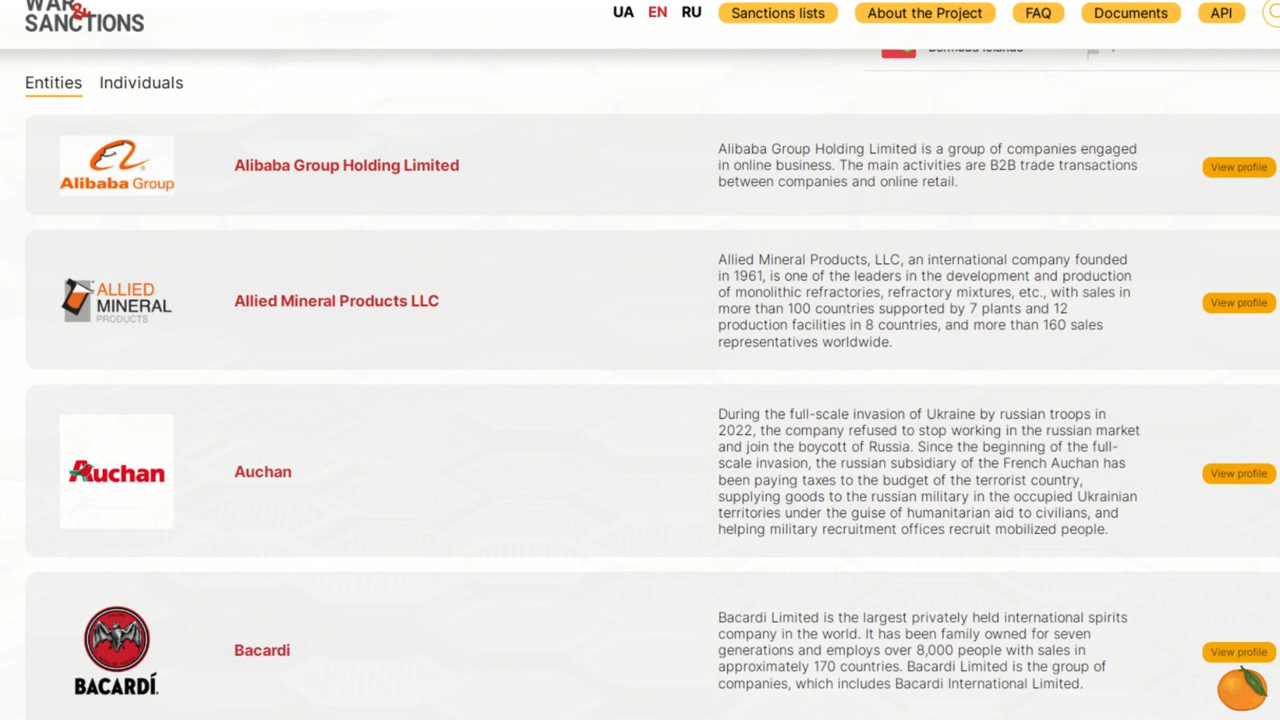 WAR &
SANCTIONS
UA EN RU Sanctions lists About the Project FAQ Documents API
Bermuda Islands
Entities Individuals
Alibaba Group
Alibaba Group Holding Limited
Alibaba Group Holding Limited is a group of companies engaged
in online business. The main activities are B2B trade transactions
between companies and online retail.
View profile
ALLIED
MINERAL
PRODUCTS
Allied Mineral Products LLC
Allied Mineral Products, LLC, an international company founded
in 1961, is one of the leaders in the development and production
of monolithic refractories, refractory mixtures, etc., with sales in
more than 100 countries supported by 7 plants and 12
production facilities in 8 countries, and more than 160 sales
representatives worldwide.
View profile
Auchan
Auchan
During the full-scale invasion of Ukraine by russian troops in
2022, the company refused to stop working in the russian market
and join the boycott of Russia. Since the beginning of the full-
scale invasion, the russian subsidiary of the French Auchan has
been paying taxes to the budget of the terrorist country,
supplying goods to the russian military in the occupied Ukrainian
territories under the guise of humanitarian aid to civilians, and
helping military recruitment offices recruit mobilized people.
View profile
BACARDÍ.
Bacardi
Bacardi Limited is the largest privately held international spirits
company in the world. It has been family owned for seven
generations and employs over 8,000 people with sales in
approximately 170 countries. Bacardi Limited is the group of
companies, which includes Bacardi International Limited.
View profile